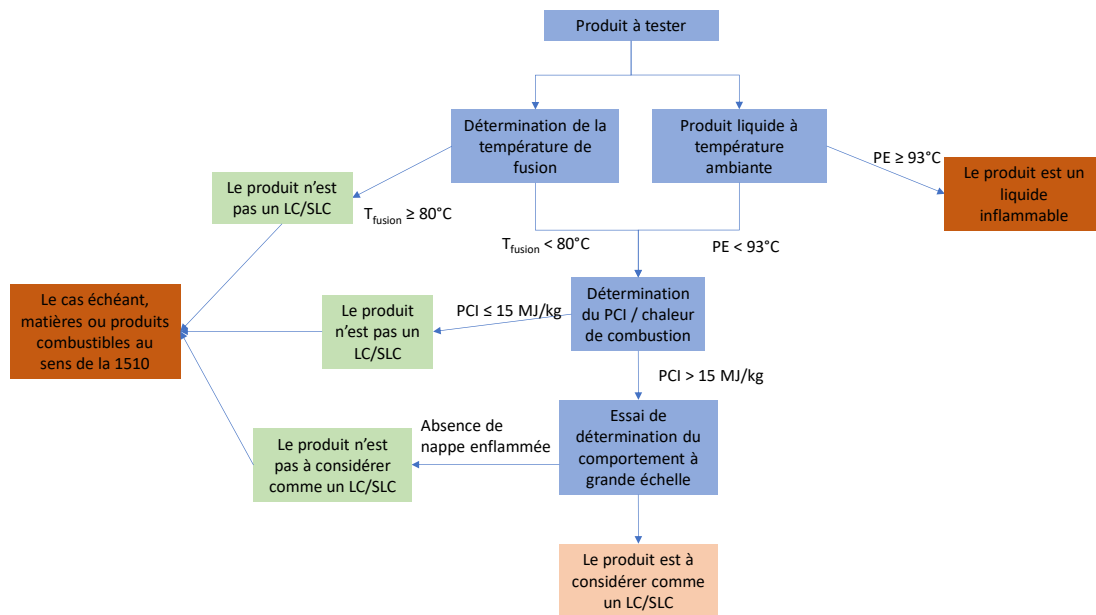 Produit à tester
Détermination de la
température de
fusion
Produit liquide à
température
ambiante
PE ≥ 93°C
Le produit est un
liquide
inflammable
Le produit n’est
pas un LC/SLC
T fusion ≥ 80°C
T fusion < 80°C
PE < 93°C
Le cas échéant,
matières ou produits
combustibles au
sens de la 1510
Le produit
n’est pas un
LC/SLC
PCI ≤ 15 MJ/kg
Détermination
du PCI / chaleur
de combustion
PCI > 15 MJ/kg
Absence de
nappe enflammée
Essai de
détermination du
comportement à
grande échelle
Le produit n’est
pas à considérer
comme un LC/SLC
Le produit est à
considérer comme
un LC/SLC